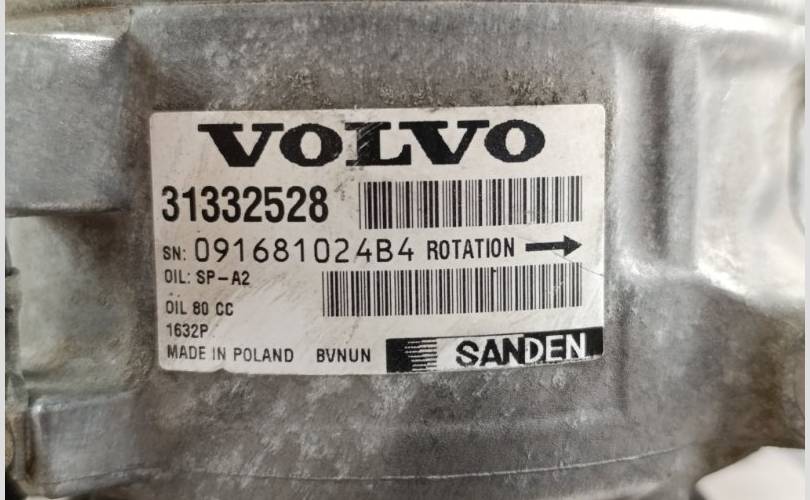 VOLVO
31332528
SN: 091681024B4 ROTATION
OIL: SP-A2
OIL 80 CC
1632P
MADE IN POLAND BVNUN SANDEN